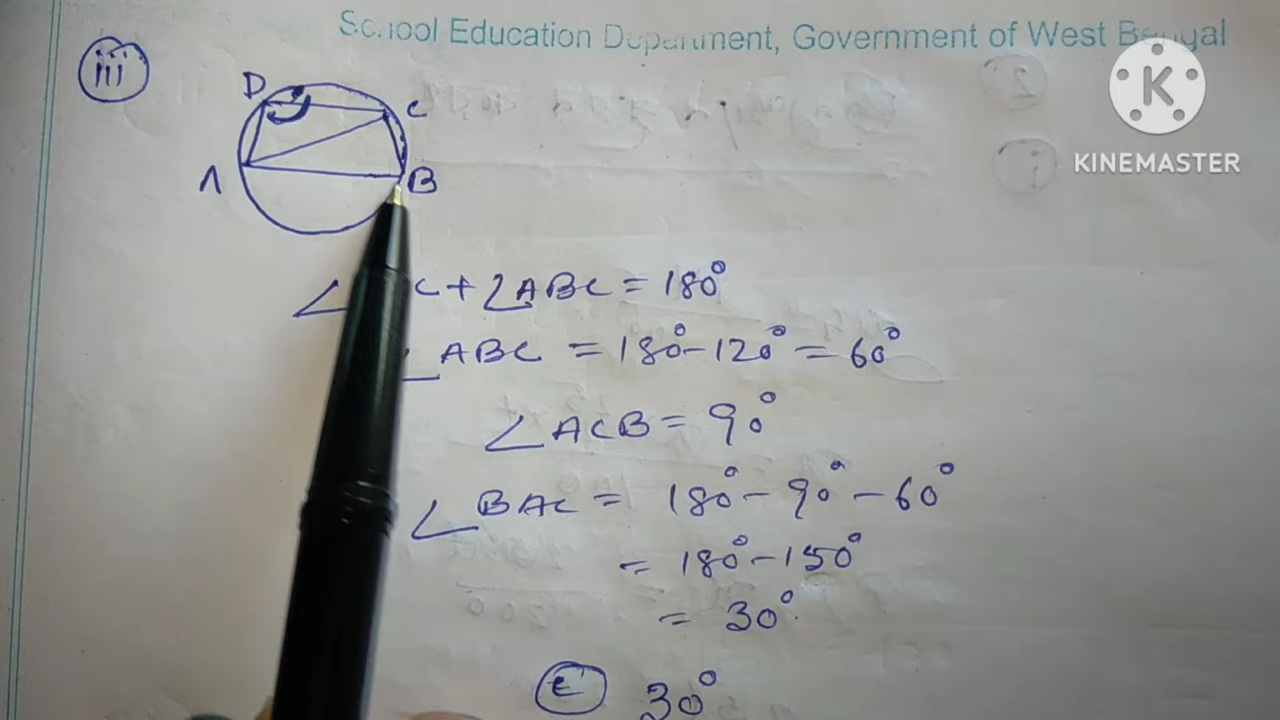 School Education Department, Government of West Bengal
iii
D
C
A
B
KINEMASTER
C + ∠ABC = 180°
∠ABC = 180° - 120° = 60°
∠ACB = 90°
∠BAC = 180° - 90° - 60°
= 180° - 150°
= 30°
30°